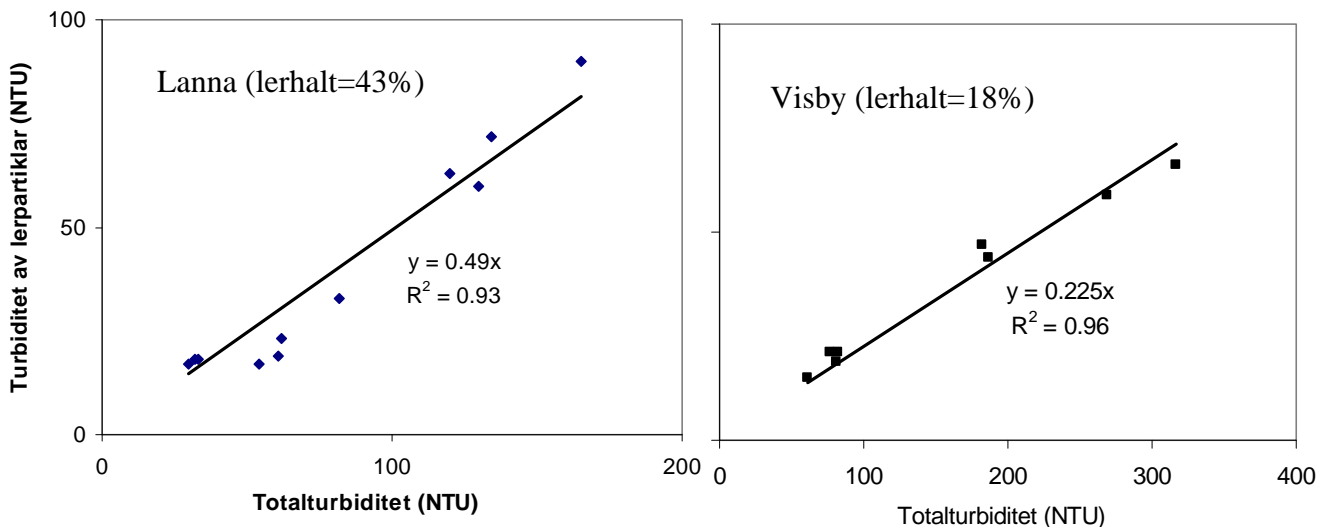 100
50
0
Turbiditet av lerpartiklar (NTU)
Lanna (lerhalt=43%)
y = 0.49x
R² = 0.93
0 100 200
Totalturbiditet (NTU)
Visby (lerhalt=18%)
y = 0.225x
R² = 0.96
0 100 200 300 400
Totalturbiditet (NTU)